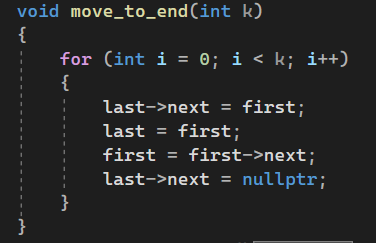 void move_to_end(int k)
{
for (int i = 0; i < k; i++)
{
last->next = first;
last = first;
first = first->next;
last->next = nullptr;
}
}